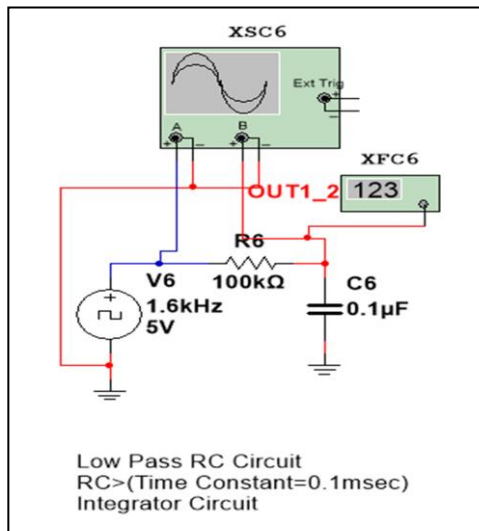 XSC6
Ext Trig
+
−
A
B
+ −
+ −
XFC6
OUT1_2
123
R6
100kΩ
V6
1.6kHz
5V
+
C6
0.1µF
Low Pass RC Circuit
RC>(Time Constant=0.1msec)
Integrator Circuit